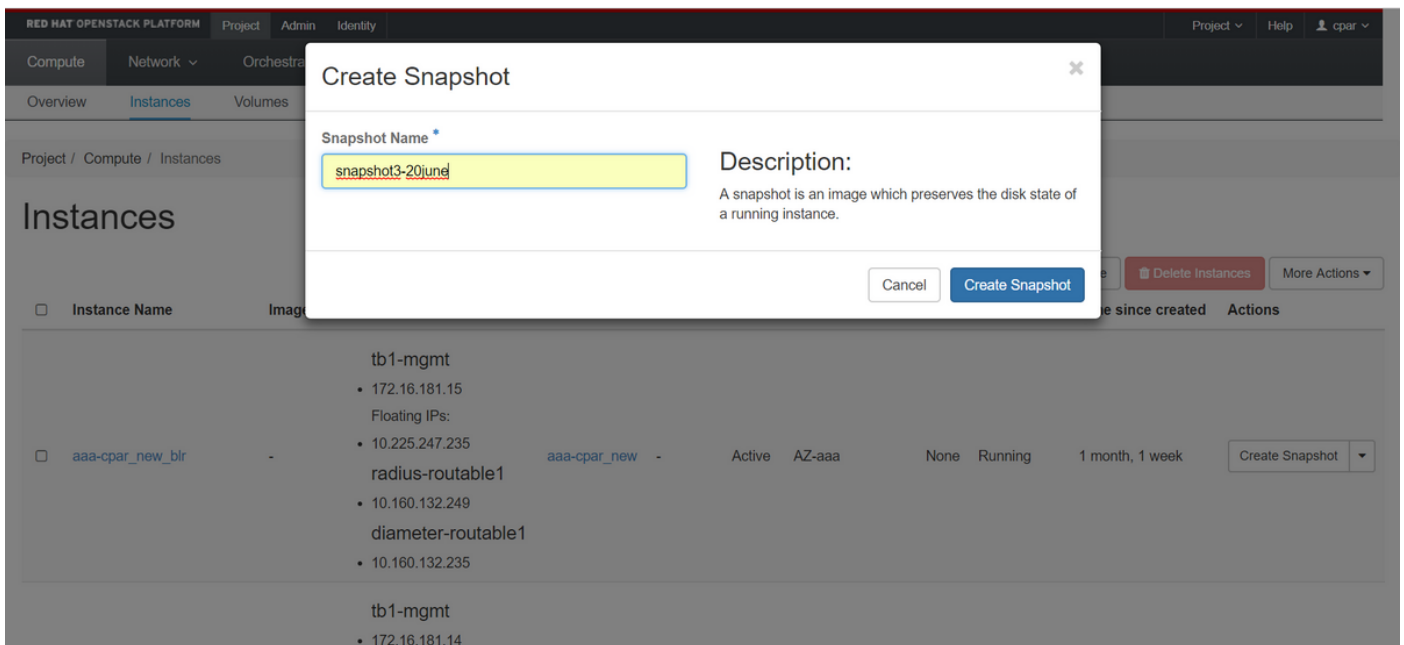 RED HAT OPENSTACK PLATFORM Project Admin Identity Project Help cpar
Compute Network Orchestra
Overview Instances Volumes
Create Snapshot
Snapshot Name *
snapshot3-20june
Description:
A snapshot is an image which preserves the disk state of
a running instance.
Cancel Create Snapshot
Project / Compute / Instances
Instances
Delete Instances More Actions
Instance Name Image e since created Actions
tb1-mgmt
• 172.16.181.15
Floating IPs:
• 10.225.247.235
radius-routable1
• 10.160.132.249
diameter-routable1
• 10.160.132.235
aaa-cpar_new_blr - aaa-cpar_new - Active AZ-aaa None Running 1 month, 1 week Create Snapshot
tb1-mgmt
• 172.16.181.14